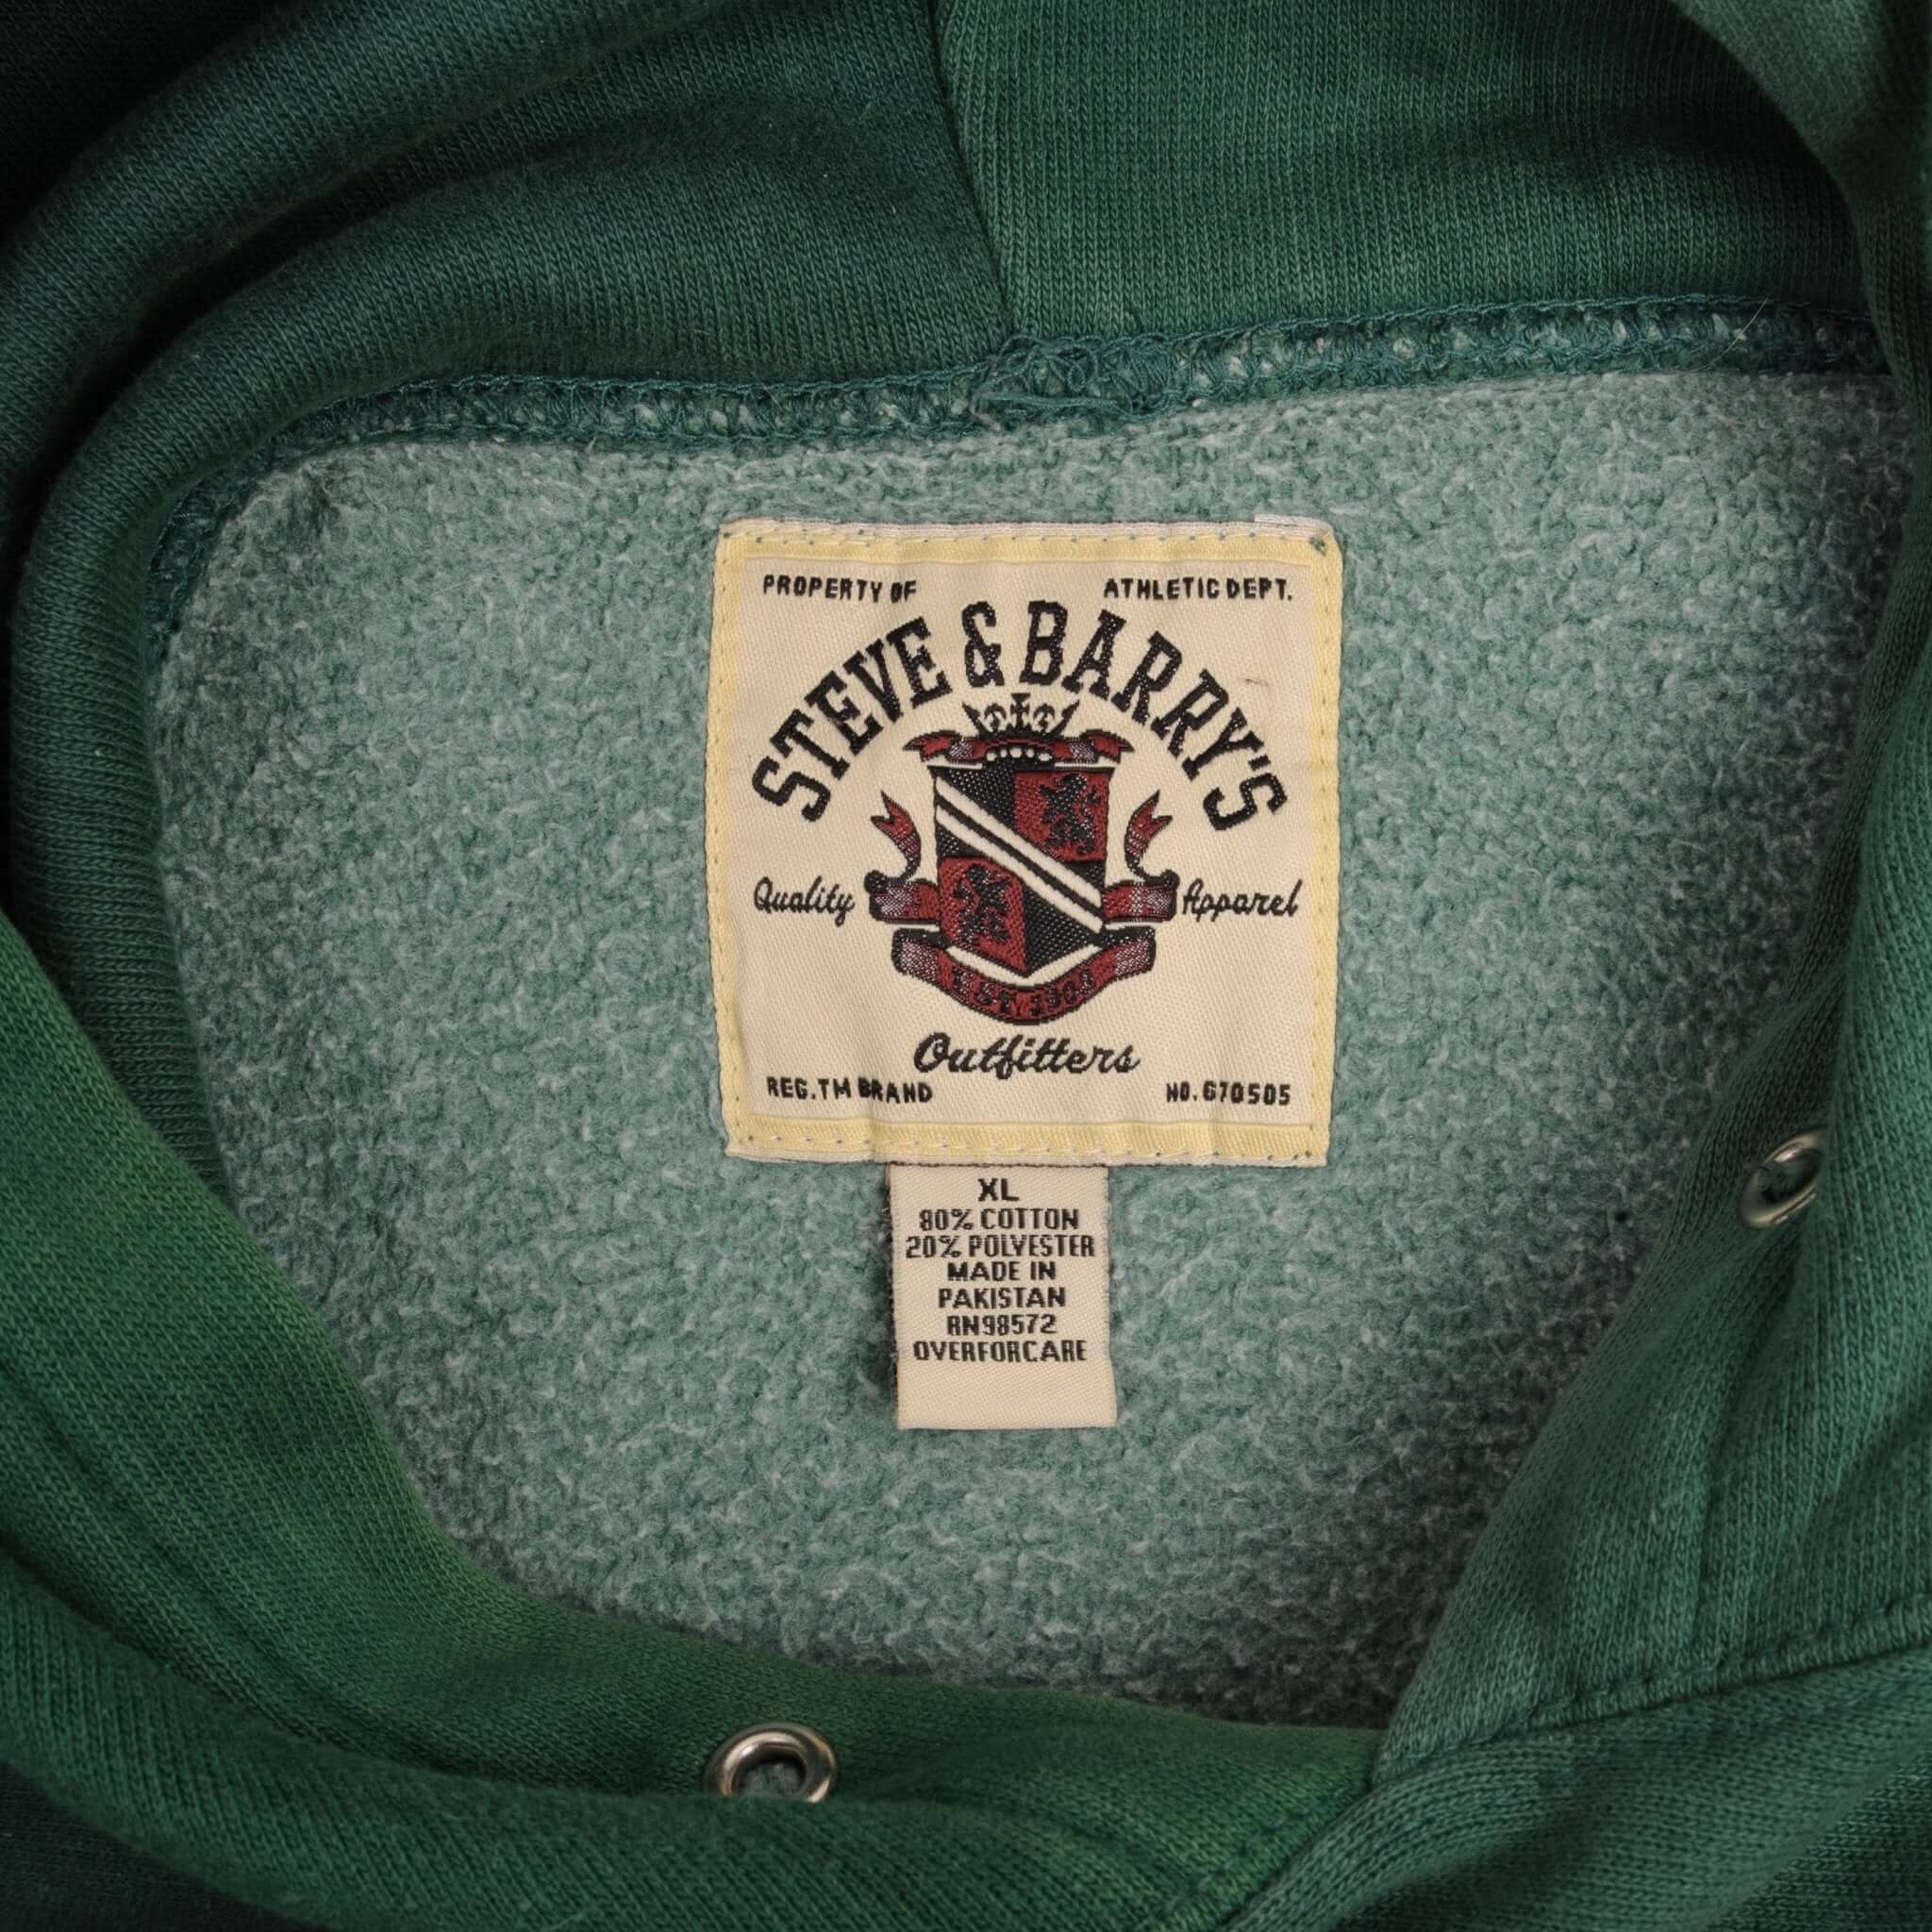 PROPERTY OF ATHLETIC DEPT.
STEVE & BARRY'S
Quality Apparel
Outfitters
REG.TM BRAND NO.670505
XL
80% COTTON
20% POLYESTER
MADE IN
PAKISTAN
RN98572
OVERFORCARE